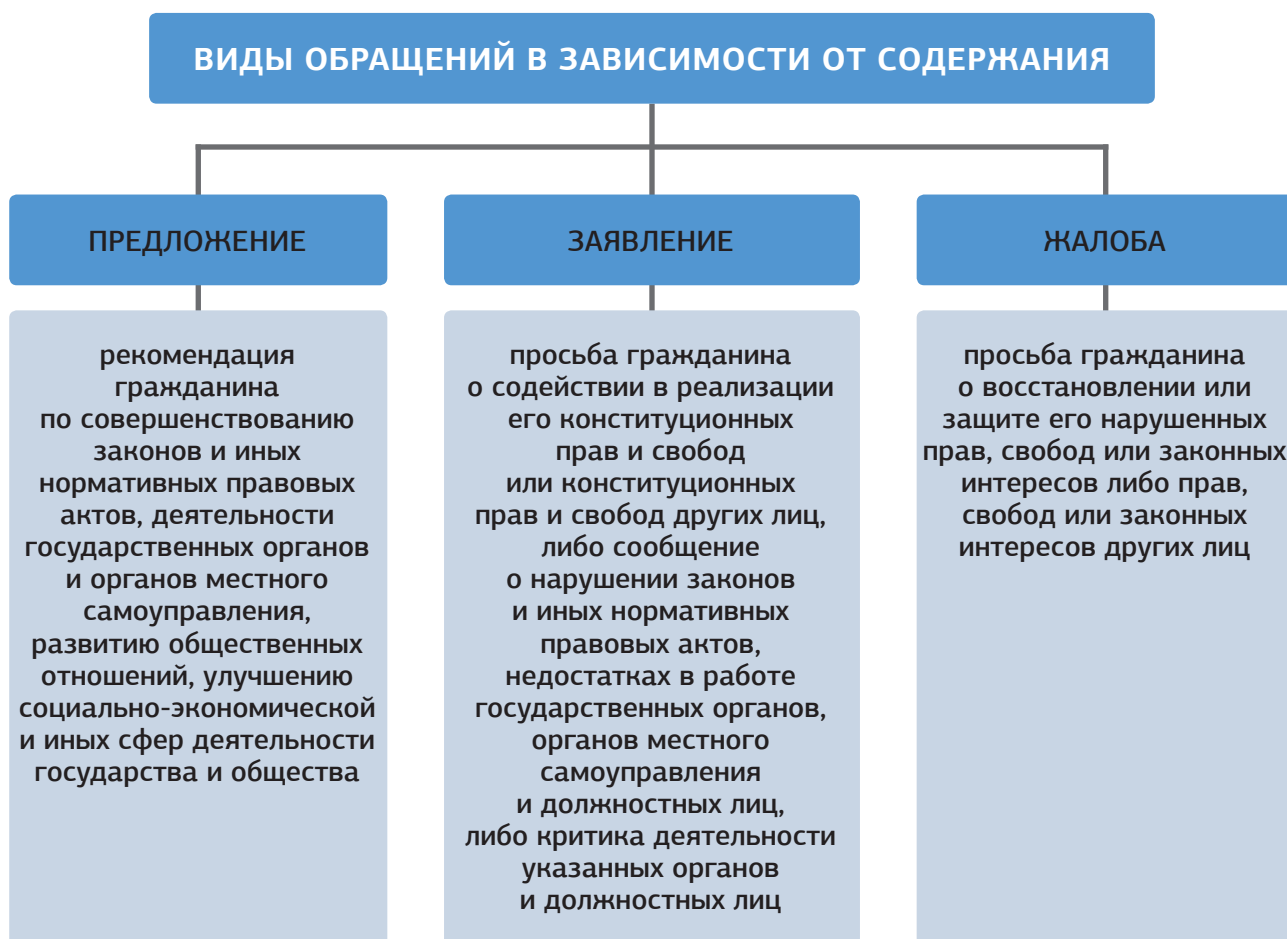 ВИДЫ ОБРАЩЕНИЙ В ЗАВИСИМОСТИ ОТ СОДЕРЖАНИЯ
ПРЕДЛОЖЕНИЕ
рекомендация
гражданина
по совершенствованию
законов и иных
нормативных правовых
актов, деятельности
государственных органов
и органов местного
самоуправления,
развитию общественных
отношений, улучшению
социально-экономической
и иных сфер деятельности
государства и общества
ЗАЯВЛЕНИЕ
просьба гражданина
о содействии в реализации
его конституционных
прав и свобод
или конституционных
прав и свобод других лиц,
либо сообщение
о нарушении законов
и иных нормативных
правовых актов,
недостатках в работе
государственных органов,
органов местного
самоуправления
и должностных лиц,
либо критика деятельности
указанных органов
и должностных лиц
ЖАЛОБА
просьба гражданина
о восстановлении или
защите его нарушенных
прав, свобод или законных
интересов либо прав,
свобод или законных
интересов других лиц